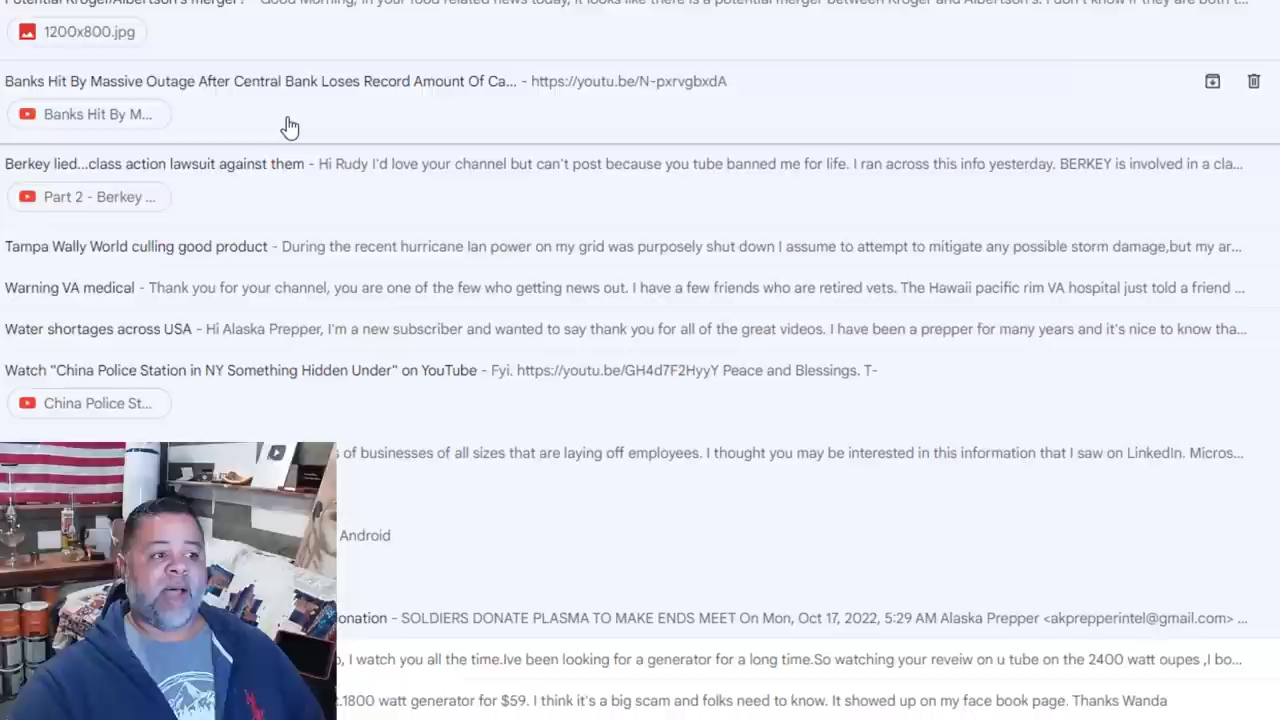 Potential Kroger/Albertson's merger? - Good Morning, in your food related news today, it looks like there is a potential merger between Kroger and Albertson's. I don't know if they are both t...
1200x800.jpg
Banks Hit By Massive Outage After Central Bank Loses Record Amount Of Ca... - https://youtu.be/N-pxrvgbxdA
Banks Hit By M...
Berkey lied...class action lawsuit against them - Hi Rudy I'd love your channel but can't post because you tube banned me for life. I ran across this info yesterday. BERKEY is involved in a cla...
Part 2 - Berkey ...
Tampa Wally World culling good product - During the recent hurricane Ian power on my grid was purposely shut down I assume to attempt to mitigate any possible storm damage,but my ar...
Warning VA medical - Thank you for your channel, you are one of the few who getting news out. I have a few friends who are retired vets. The Hawaii pacific rim VA hospital just told a friend ...
Water shortages across USA - Hi Alaska Prepper, I'm a new subscriber and wanted to say thank you for all of the great videos. I have been a prepper for many years and it's nice to know tha...
Watch "China Police Station in NY Something Hidden Under" on YouTube - Fyi. https://youtu.be/GH4d7F2HyyY Peace and Blessings. T-
China Police St...
s of businesses of all sizes that are laying off employees. I thought you may be interested in this information that I saw on LinkedIn. Micros...
Android
onation - SOLDIERS DONATE PLASMA TO MAKE ENDS MEET On Mon, Oct 17, 2022, 5:29 AM Alaska Prepper <akprepperintel@gmail.com> ...
, I watch you all the time.Ive been looking for a generator for a long time.So watching your reveiw on u tube on the 2400 watt oupes ,I bo...
.1800 watt generator for $59. I think it's a big scam and folks need to know. It showed up on my face book page. Thanks Wanda